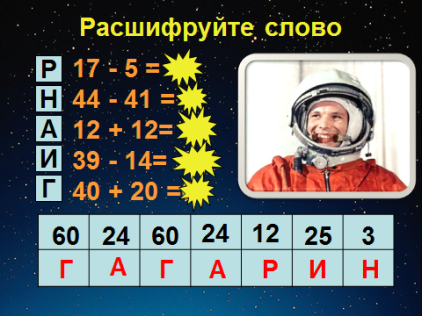 Расшифруйте слово
Р 17 - 5 =
Н 44 - 41 =
А 12 + 12=
И 39 - 14=
Г 40 + 20 =
60 24 60 24 12 25 3
Г А Г А Р И Н